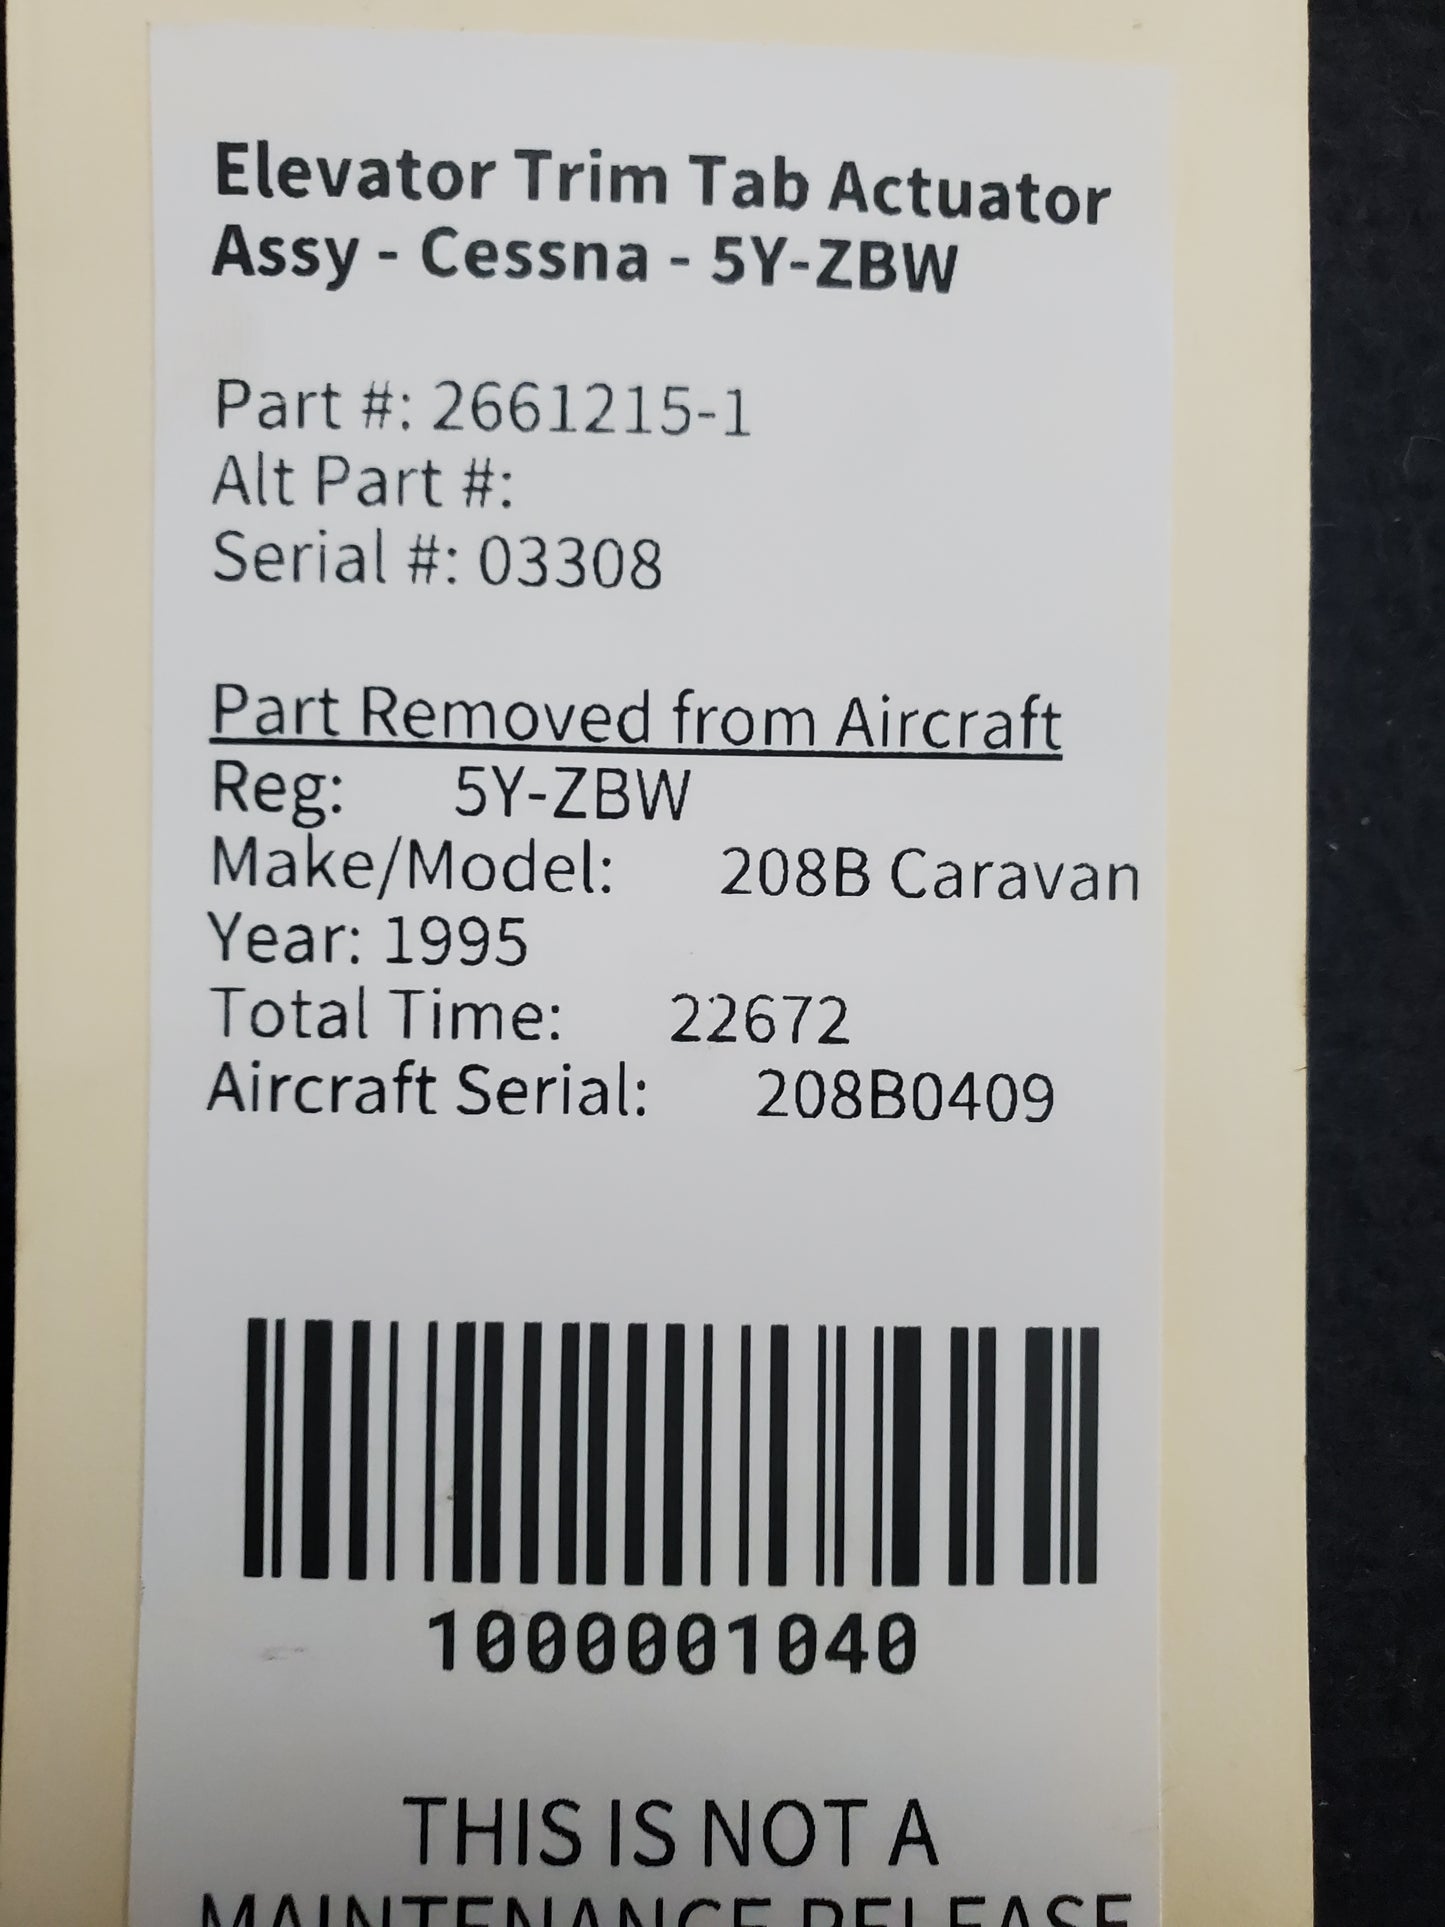 Elevator Trim Tab Actuator
Assy - Cessna - 5Y-ZBW
Part #: 2661215-1
Alt Part #:
Serial #: 03308
Part Removed from Aircraft
Reg: 5Y-ZBW
Make/Model: 208B Caravan
Year: 1995
Total Time: 22672
Aircraft Serial: 208B0409
1000001040
THIS IS NOT A
MAINTENANCE RELEASE